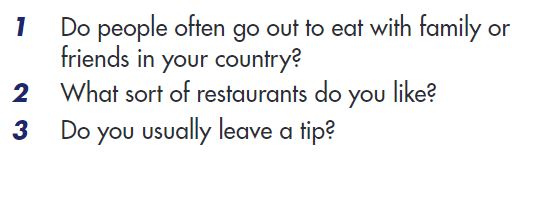 1 Do people often go out to eat with family or
friends in your country?
2 What sort of restaurants do you like?
3 Do you usually leave a tip?